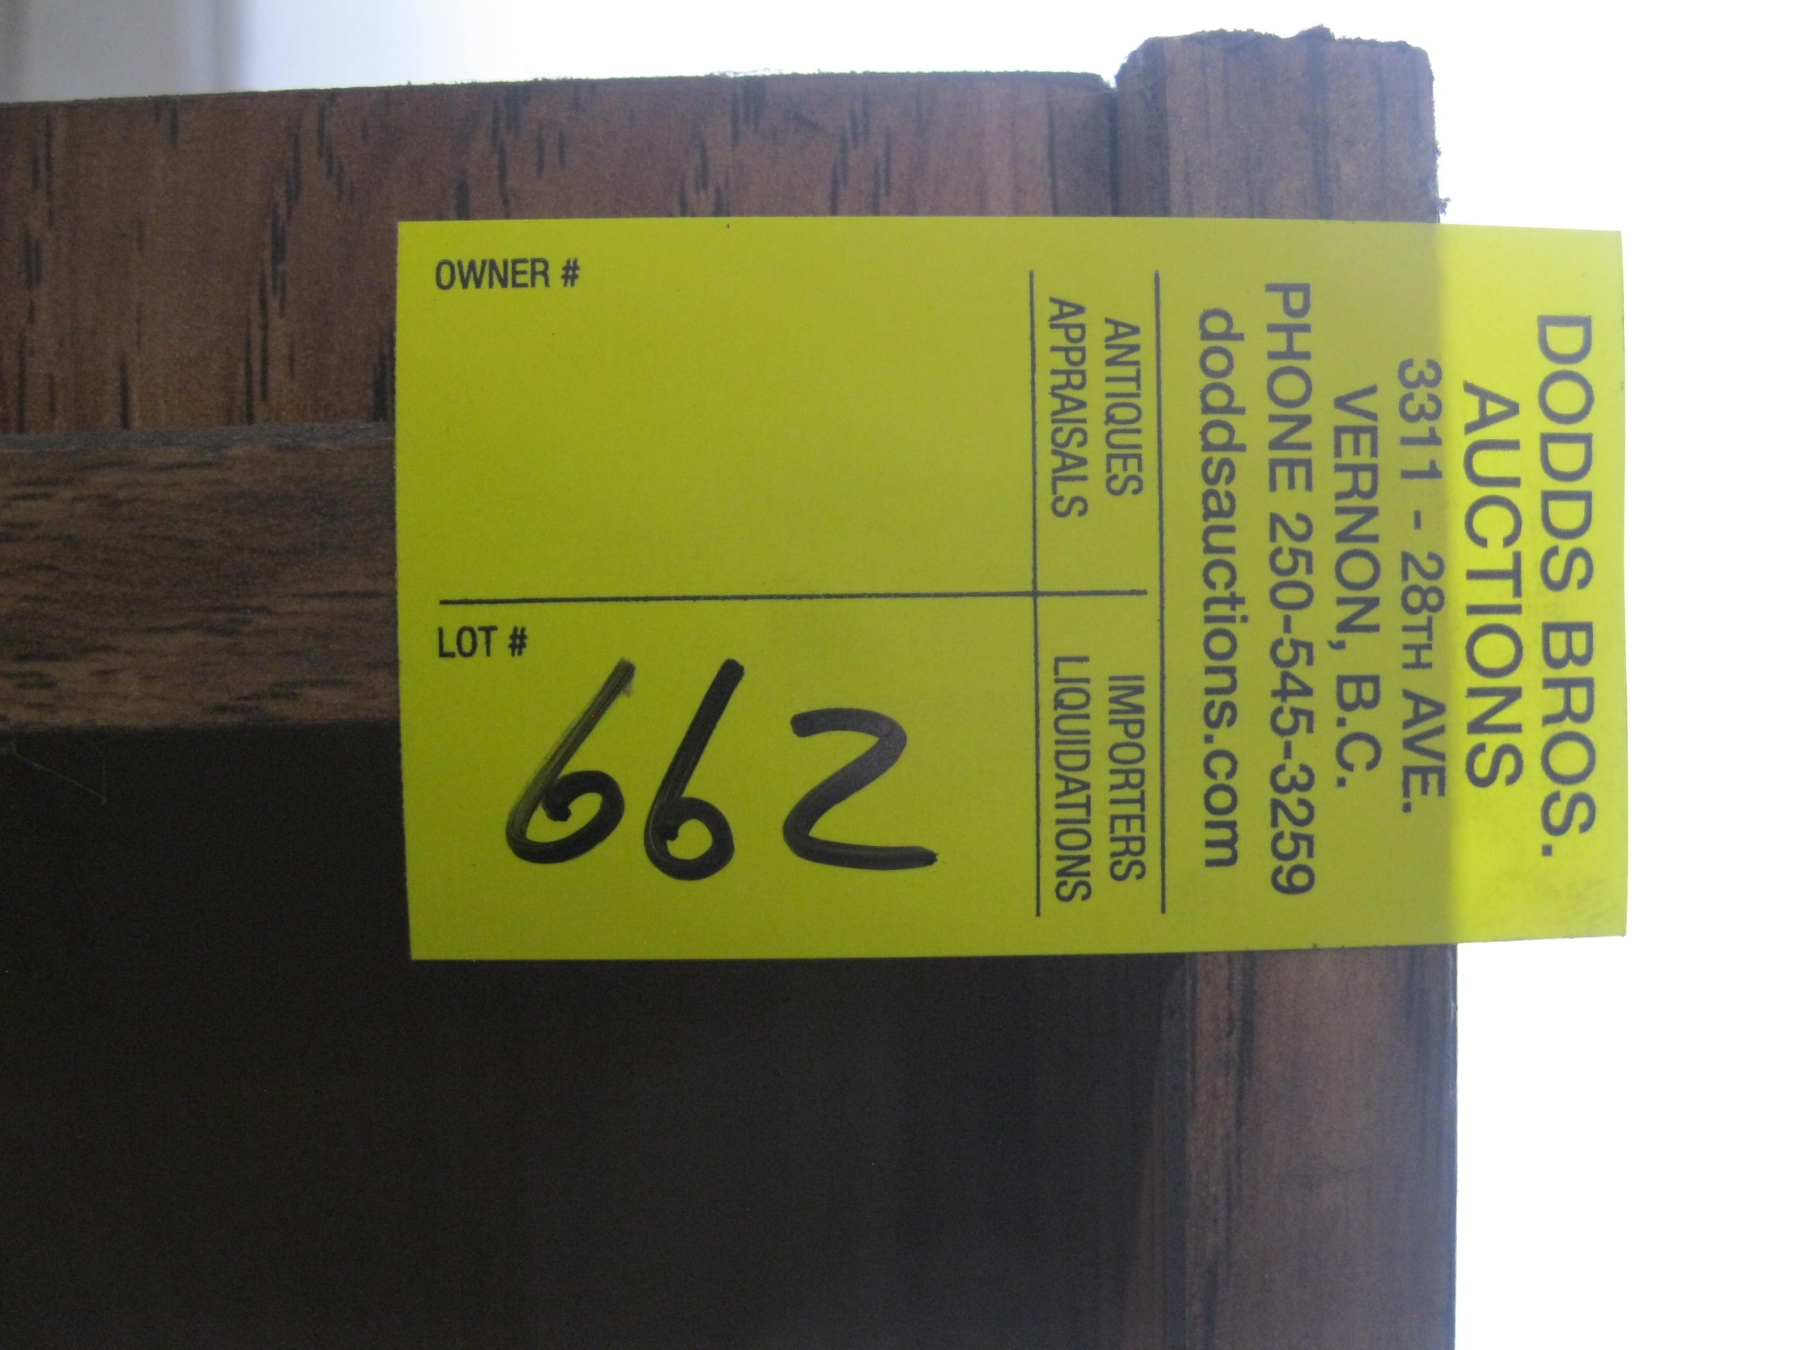 DODDS BROS.
AUCTIONS
3311 - 28TH AVE.
VERNON, B.C.
PHONE 250-545-3259
doddsauctions.com
ANTIQUES IMPORTERS
APPRAISALS LIQUIDATIONS
OWNER #
LOT #
662